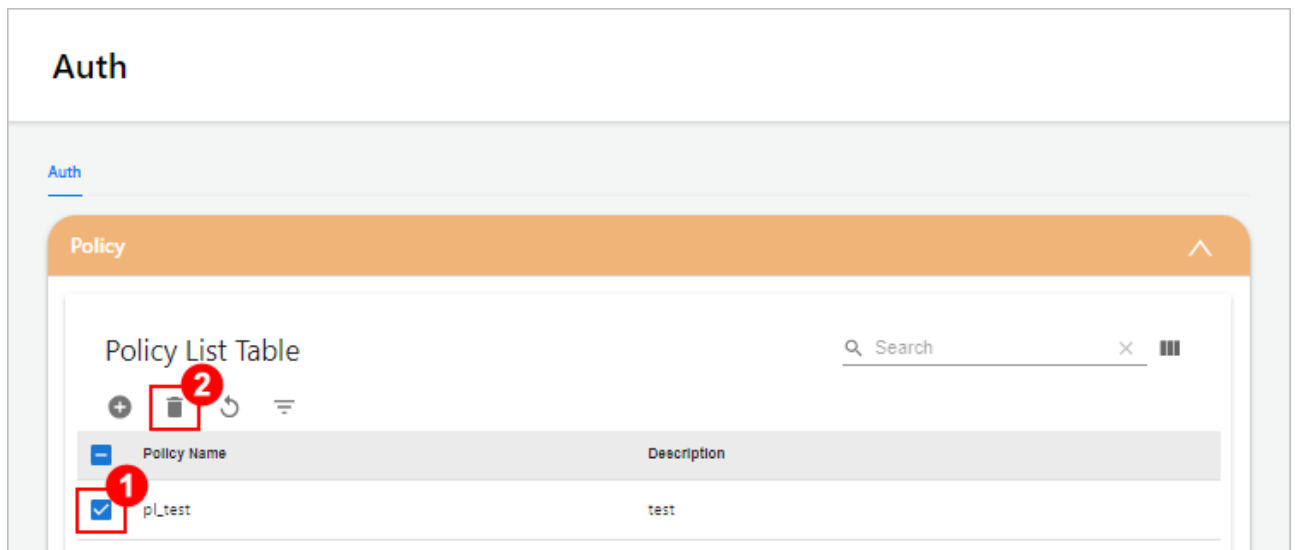 Auth
Auth
Policy
Policy List Table
Search
2
Policy Name Description
1
pl_test test